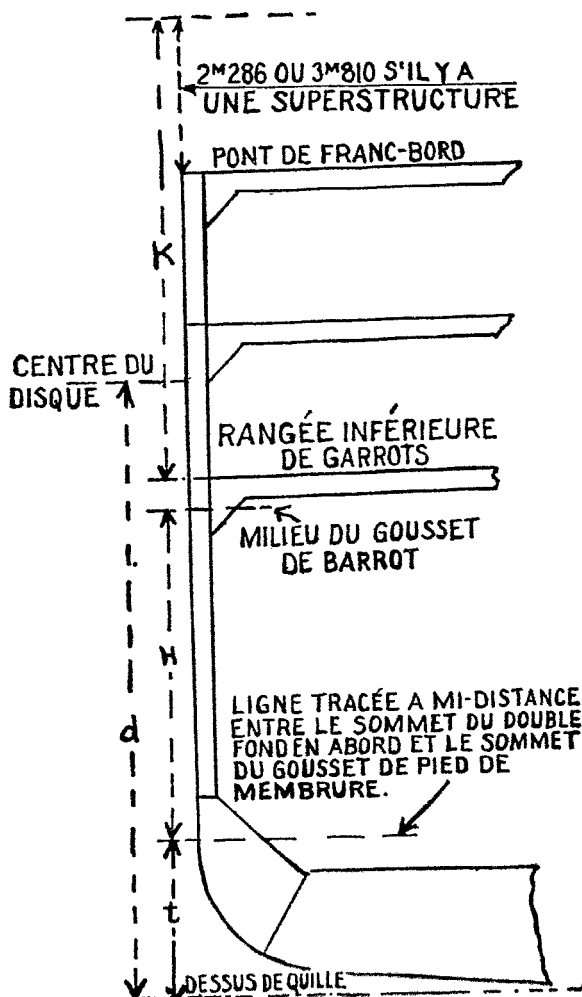 2M286 OU 3M810 S'IL Y A
UNE SUPERSTRUCTURE
PONT DE FRANC-BORD
K
CENTRE DU
DISQUE
RANGÉE INFÉRIEURE
DE GARROTS
MILIEU DU GOUSSET
DE BARROT
H
d
LIGNE TRACÉE A MI-DISTANCE
ENTRE LE SOMMET DU DOUBLE
FOND EN ABORD ET LE SOMMET
DU GOUSSET DE PIED DE
MEMBRURE.
t
DESSUS DE QUILLE